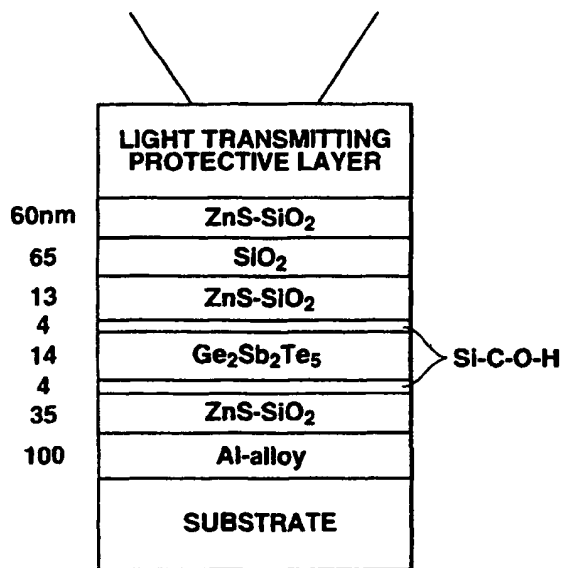 LIGHT TRANSMITTING
PROTECTIVE LAYER
60nm ZnS-SiO₂
65 SiO₂
13 ZnS-SiO₂
4
14 Ge₂Sb₂Te₅ Si-C-O-H
4
35 ZnS-SiO₂
100 Al-alloy
SUBSTRATE